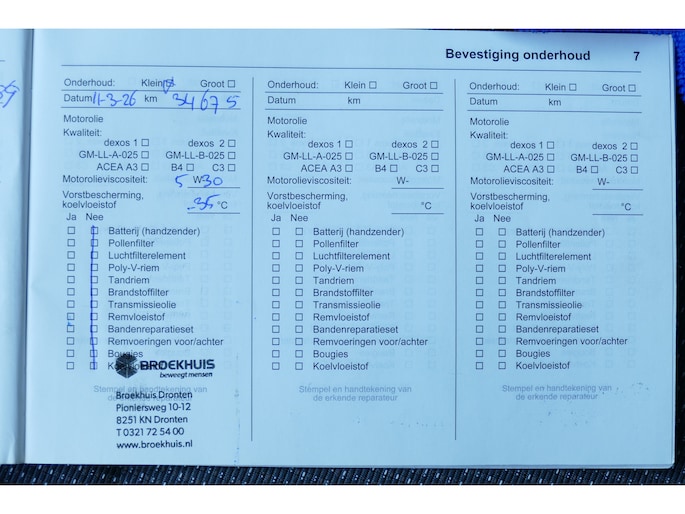 Bevestiging onderhoud 7
Onderhoud: Klein Groot
Datum 11-3-26 km 34675
Motorolie
Kwaliteit:
dexos 1 dexos 2
GM-LL-A-025 GM-LL-B-025
ACEA A3 B4 C3
Motorolieviscositeit: 5 W-30
Vorstbescherming,
koelvloeistof -35 °C
Ja Nee
Batterij (handzender)
Pollenfilter
Luchtfilterelement
Poly-V-riem
Tandriem
Brandstoffilter
Transmissieolie
Remvloeistof
Bandenreparatieset
Remvoeringen voor/achter
Bougies
Koelvloeistof
BROEKHUIS
beweegt mensen
Stempel en handtekening van
de erkende reparateur
Broekhuis Dronten
Pioniersweg 10-12
8251 KN Dronten
T 0321 72 54 00
www.broekhuis.nl
Onderhoud: Klein Groot
Datum km
Motorolie
Kwaliteit:
dexos 1 dexos 2
GM-LL-A-025 GM-LL-B-025
ACEA A3 B4 C3
Motorolieviscositeit: W-
Vorstbescherming,
koelvloeistof °C
Ja Nee
Batterij (handzender)
Pollenfilter
Luchtfilterelement
Poly-V-riem
Tandriem
Brandstoffilter
Transmissieolie
Remvloeistof
Bandenreparatieset
Remvoeringen voor/achter
Bougies
Koelvloeistof
Stempel en handtekening van
de erkende reparateur
Onderhoud: Klein Groot
Datum km
Motorolie
Kwaliteit:
dexos 1 dexos 2
GM-LL-A-025 GM-LL-B-025
ACEA A3 B4 C3
Motorolieviscositeit: W-
Vorstbescherming,
koelvloeistof °C
Ja Nee
Batterij (handzender)
Pollenfilter
Luchtfilterelement
Poly-V-riem
Tandriem
Brandstoffilter
Transmissieolie
Remvloeistof
Bandenreparatieset
Remvoeringen voor/achter
Bougies
Koelvloeistof
Stempel en handtekening van
de erkende reparateur